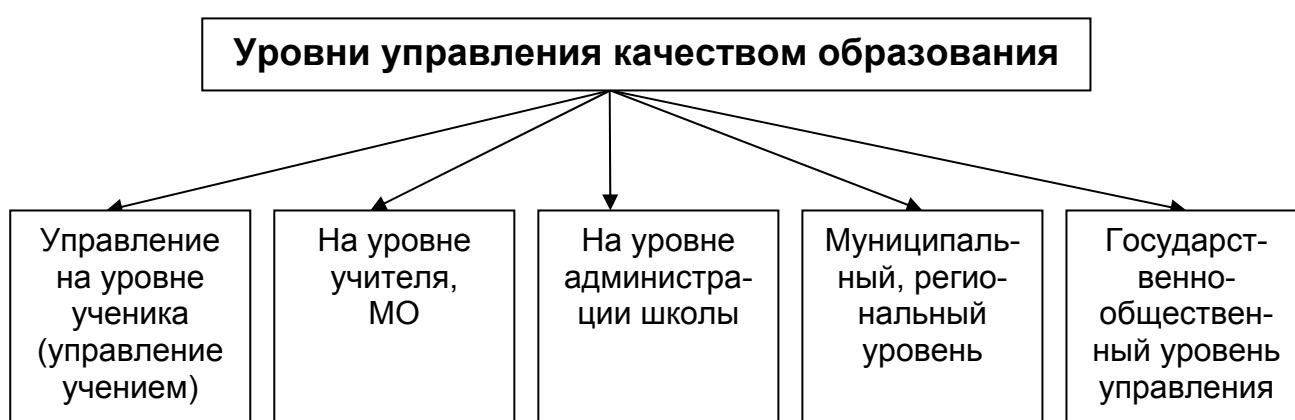 Уровни управления качеством образования
Управление
на уровне
ученика
(управление
учением)
На уровне
учителя,
МО
На уровне
администра-
ции школы
Муниципаль-
ный, регио-
нальный
уровень
Государст-
венно-
обществен-
ный уровень
управления